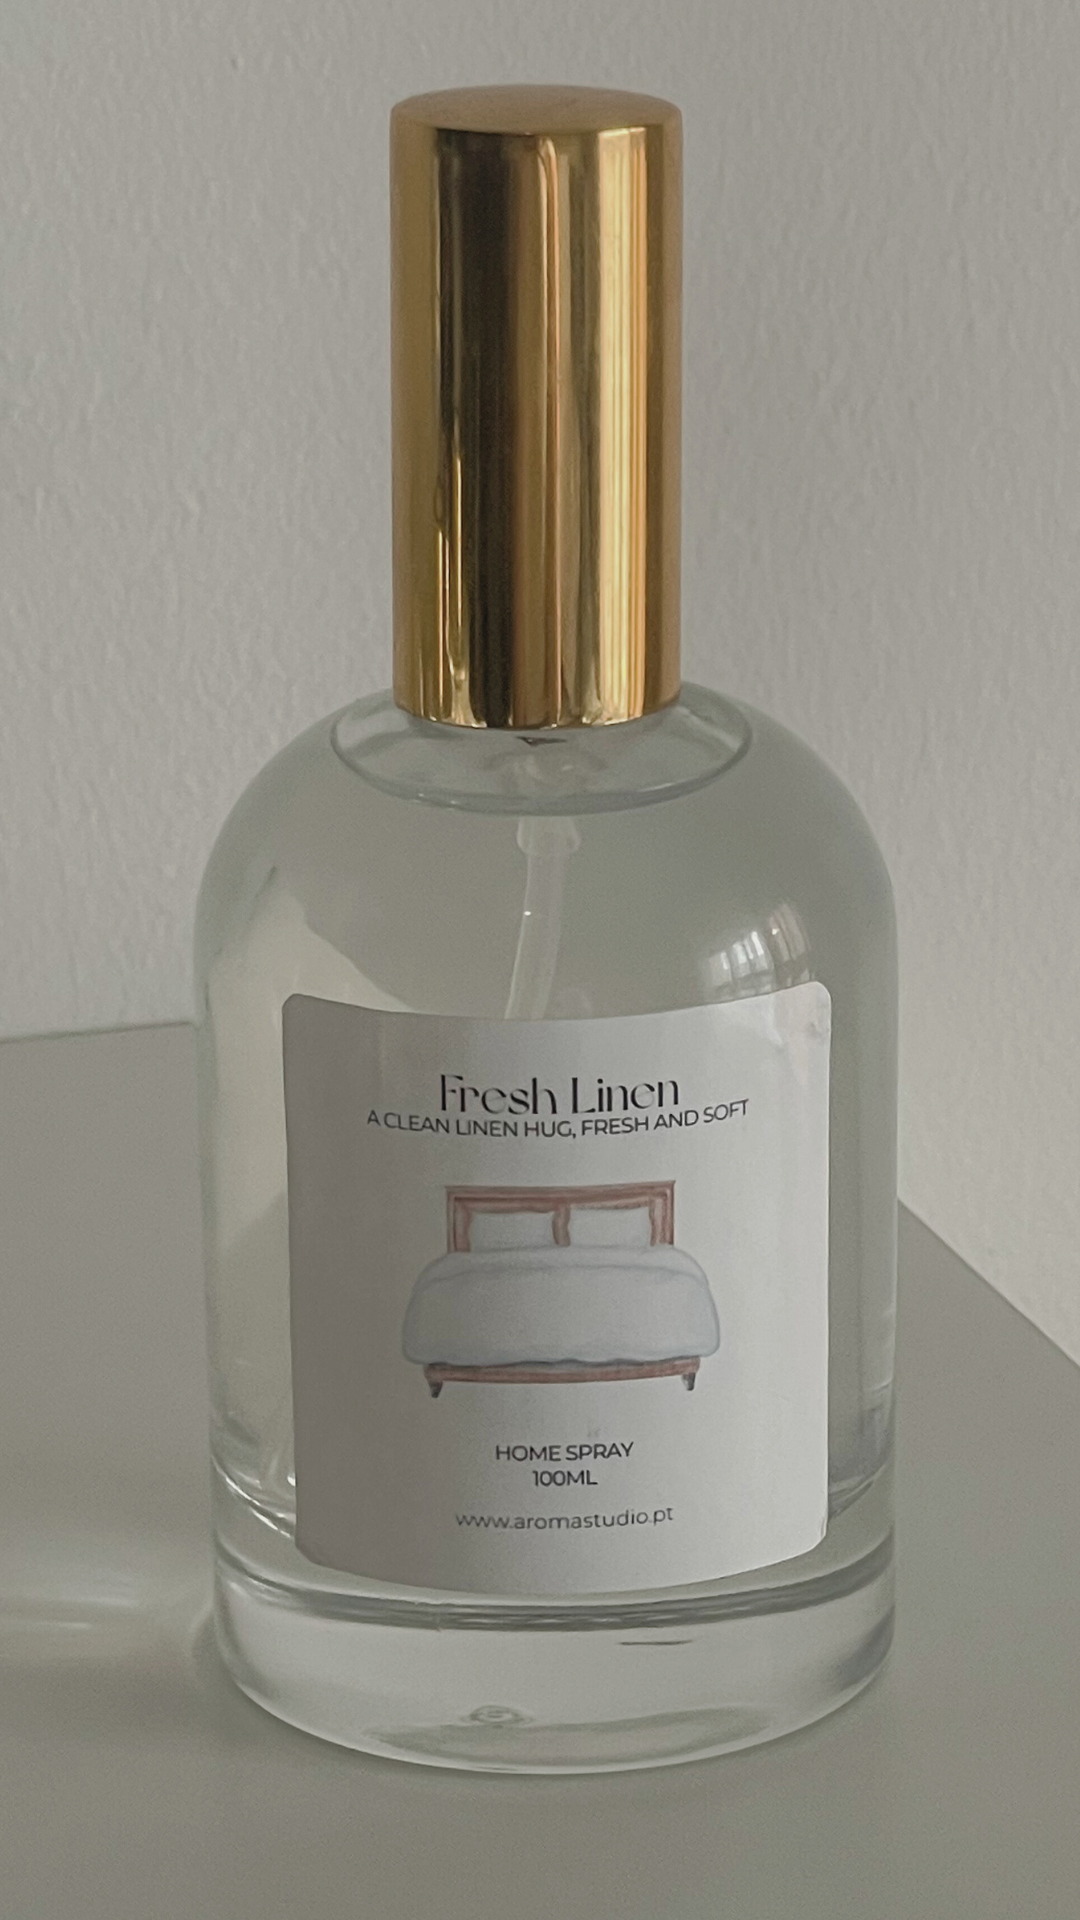 Fresh Linen
A CLEAN LINEN HUG, FRESH AND SOFT
HOME SPRAY
100ML
www.aromastudio.pt